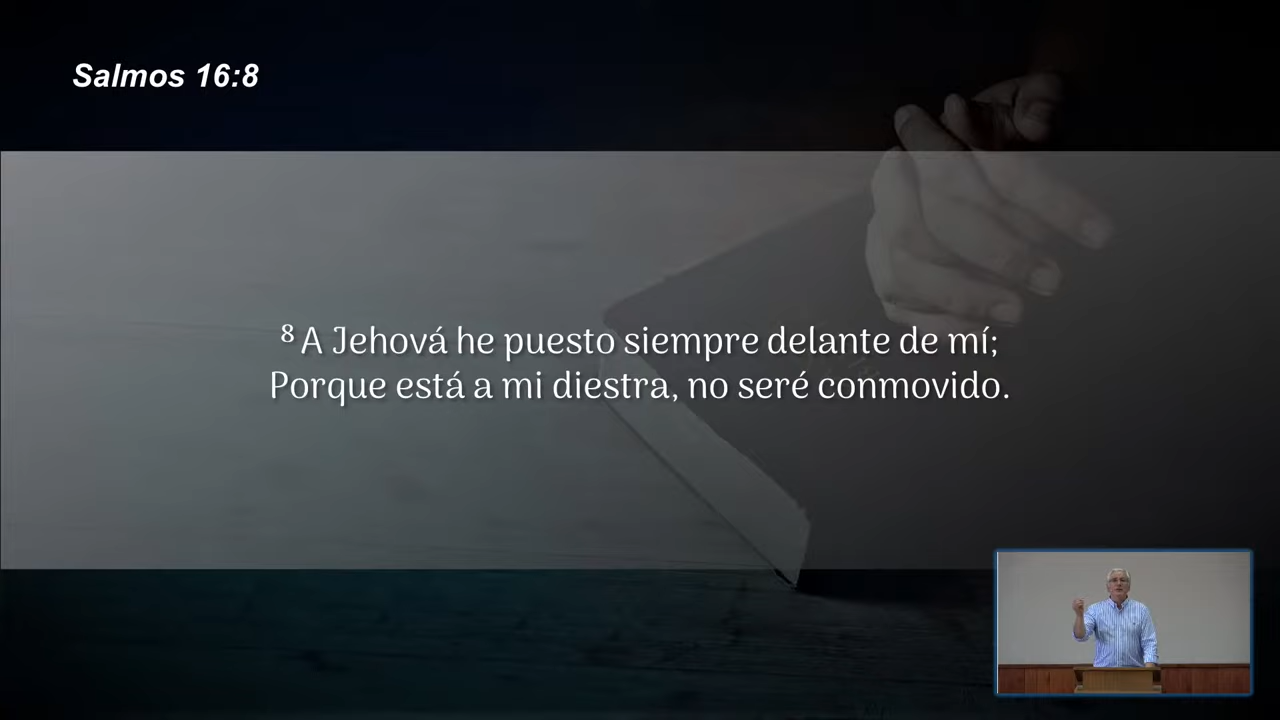 Salmos 16:8
⁸ A Jehová he puesto siempre delante de mí;
Porque está a mi diestra, no seré conmovido.